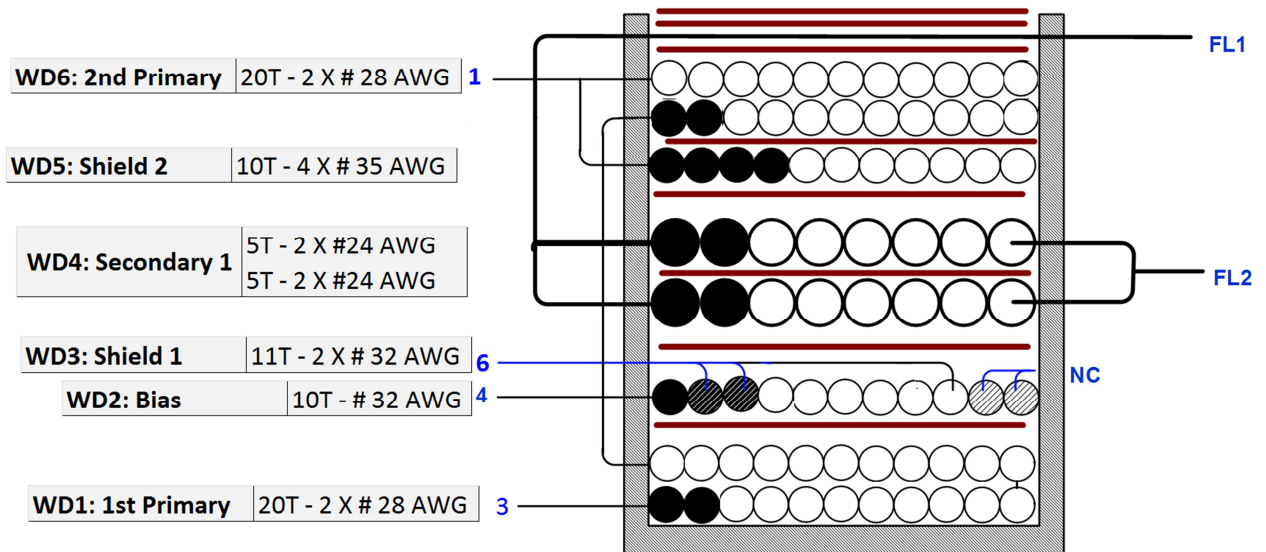 FL1
WD6: 2nd Primary 20T - 2 X # 28 AWG 1
WD5: Shield 2 10T - 4 X # 35 AWG
WD4: Secondary 1 5T - 2 X #24 AWG
5T - 2 X #24 AWG
FL2
WD3: Shield 1 11T - 2 X # 32 AWG 6
NC
WD2: Bias 10T - # 32 AWG 4
WD1: 1st Primary 20T - 2 X # 28 AWG 3